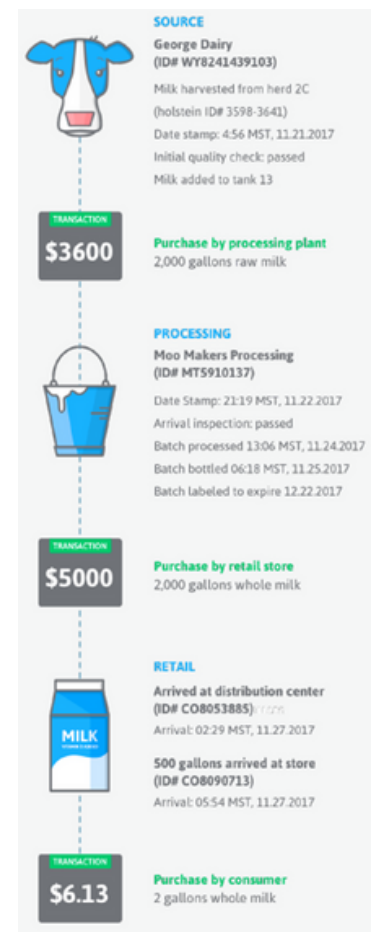 SOURCE
George Dairy
(ID# WY8241439103)
Milk harvested from herd 2C
(holstein ID# 3598-3641)
Date stamp: 4:56 MST, 11.21.2017
Initial quality check: passed
Milk added to tank 13
TRANSACTION
$3600
Purchase by processing plant
2,000 gallons raw milk
PROCESSING
Moo Makers Processing
(ID# MT5910137)
Date Stamp: 21:19 MST, 11.22.2017
Arrival inspection: passed
Batch processed 13:06 MST, 11.24.2017
Batch bottled 06:18 MST, 11.25.2017
Batch labeled to expire 12.22.2017
TRANSACTION
$5000
Purchase by retail store
2,000 gallons whole milk
RETAIL
Arrived at distribution center
(ID# CO8053885)
Arrival: 02:29 MST, 11.27.2017
MILK
500 gallons arrived at store
(ID# CO8090713)
Arrival: 05:54 MST, 11.27.2017
TRANSACTION
$6.13
Purchase by consumer
2 gallons whole milk